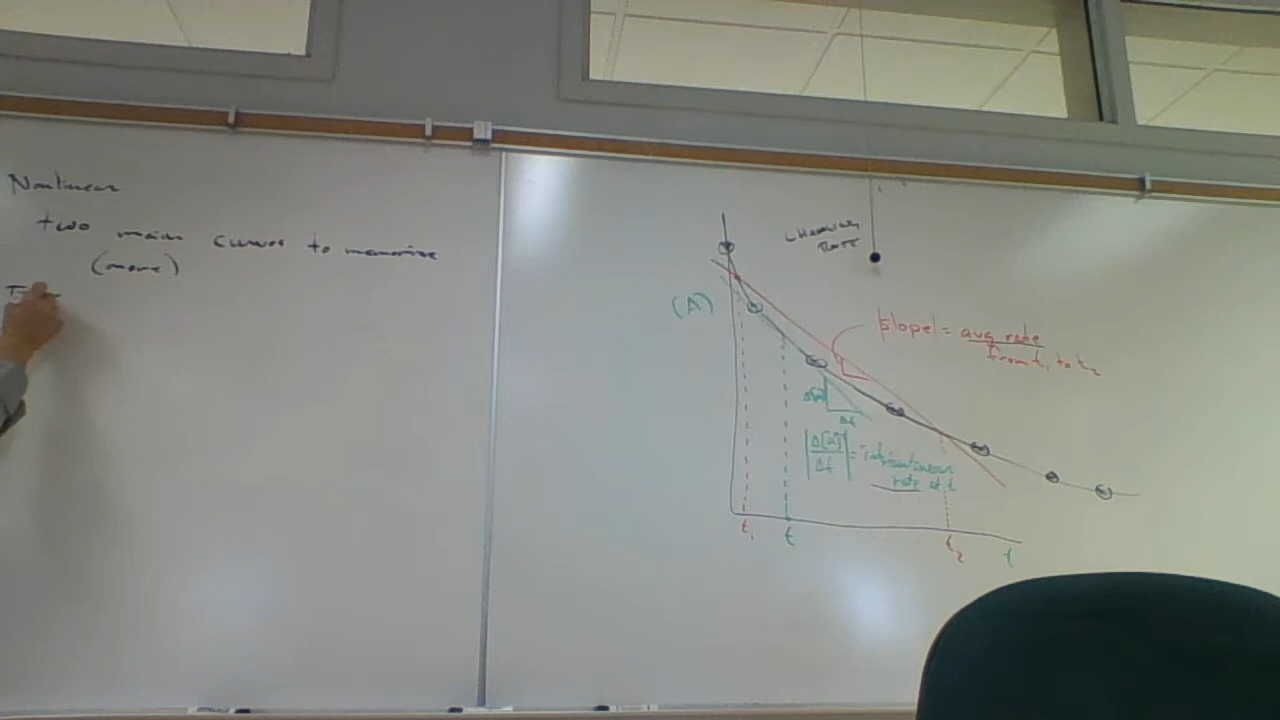 Nonlinear
two main curves to memorize
(more)
CHANGING
RATE
[A]
|slope| = avg rate
from t₁ to t₂
Δ[A]
Δt
|Δ[A]/Δt| = instantaneous
rate at t
t₁
t
t₂
t